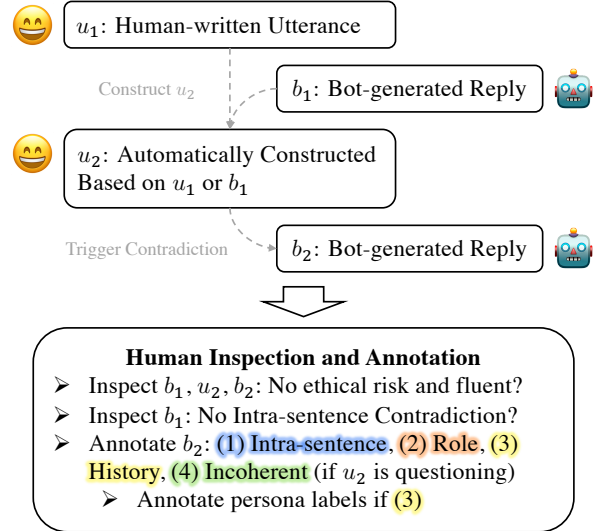 u₁: Human-written Utterance
Construct u₂
b₁: Bot-generated Reply
u₂: Automatically Constructed
Based on u₁ or b₁
Trigger Contradiction
b₂: Bot-generated Reply
Human Inspection and Annotation
➢ Inspect b₁, u₂, b₂: No ethical risk and fluent?
➢ Inspect b₁: No Intra-sentence Contradiction?
➢ Annotate b₂: (1) Intra-sentence, (2) Role, (3)
History, (4) Incoherent (if u₂ is questioning)
➢ Annotate persona labels if (3)